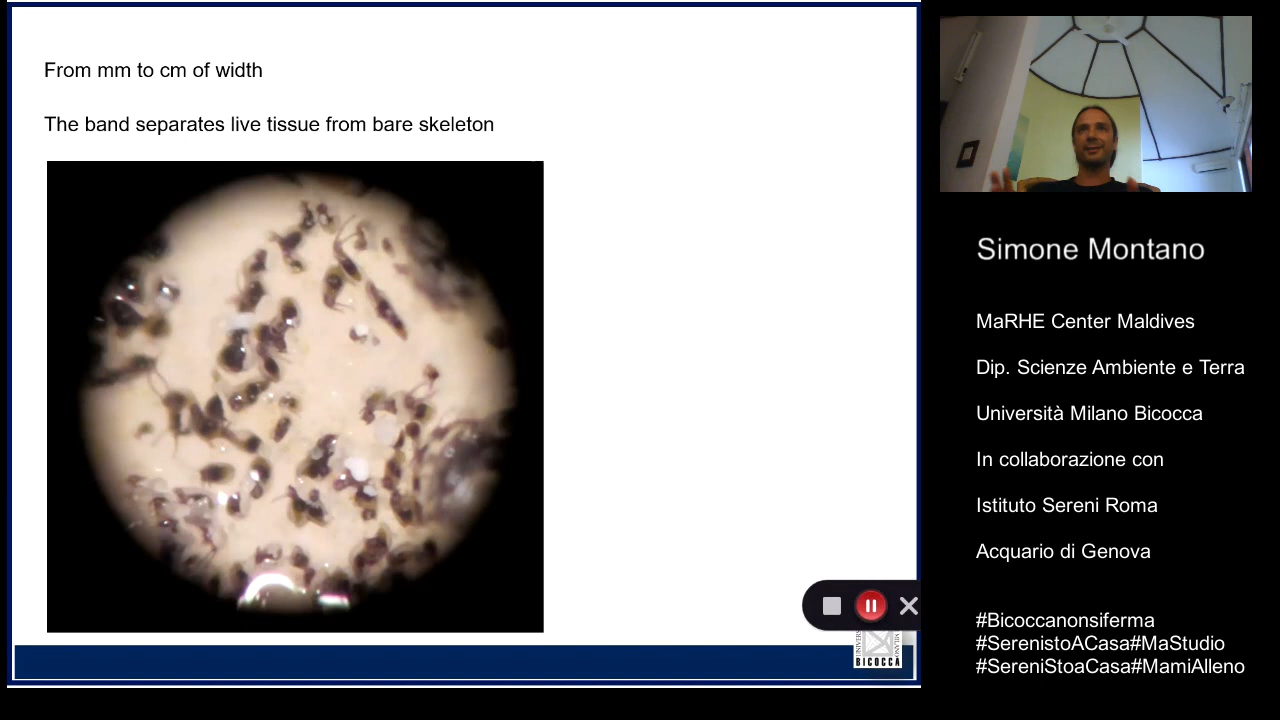 From mm to cm of width
The band separates live tissue from bare skeleton
BICOCCA
Simone Montano
MaRHE Center Maldives
Dip. Scienze Ambiente e Terra
Università Milano Bicocca
In collaborazione con
Istituto Sereni Roma
Acquario di Genova
#Bicoccanonsiferma
#SerenistoACasa#MaStudio
#SereniStoaCasa#MamiAlleno